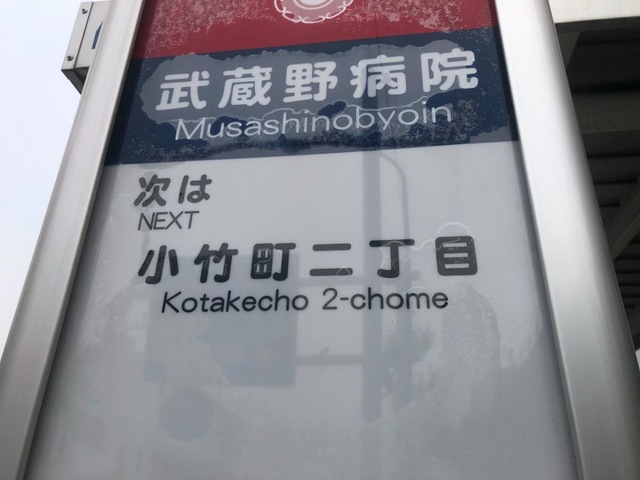 武蔵野病院
Musashinobyoin
次は
NEXT
小竹町二丁目
Kotakecho 2-chome